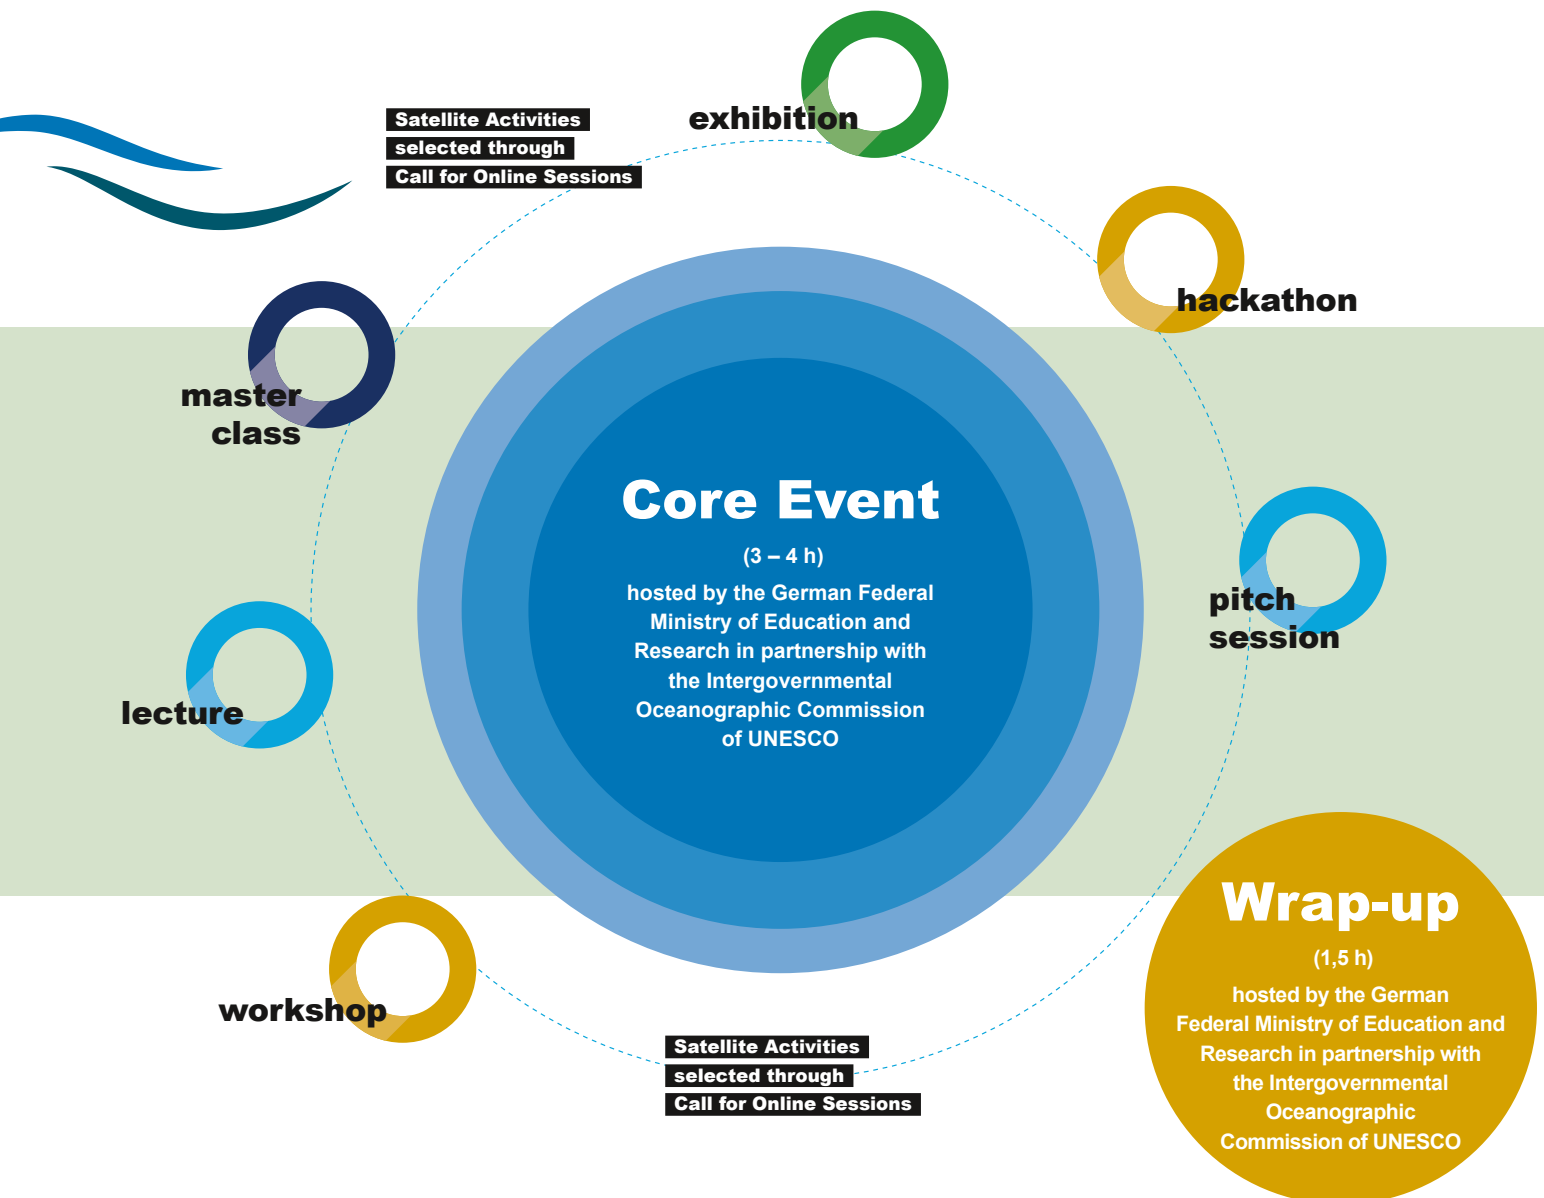 exhibition
Satellite Activities
selected through
Call for Online Sessions
hackathon
master
class
Core Event
(3 – 4 h)
hosted by the German Federal
Ministry of Education and
Research in partnership with
the Intergovernmental
Oceanographic Commission
of UNESCO
pitch
session
lecture
Wrap-up
(1,5 h)
hosted by the German
Federal Ministry of Education and
Research in partnership with
the Intergovernmental
Oceanographic
Commission of UNESCO
workshop
Satellite Activities
selected through
Call for Online Sessions